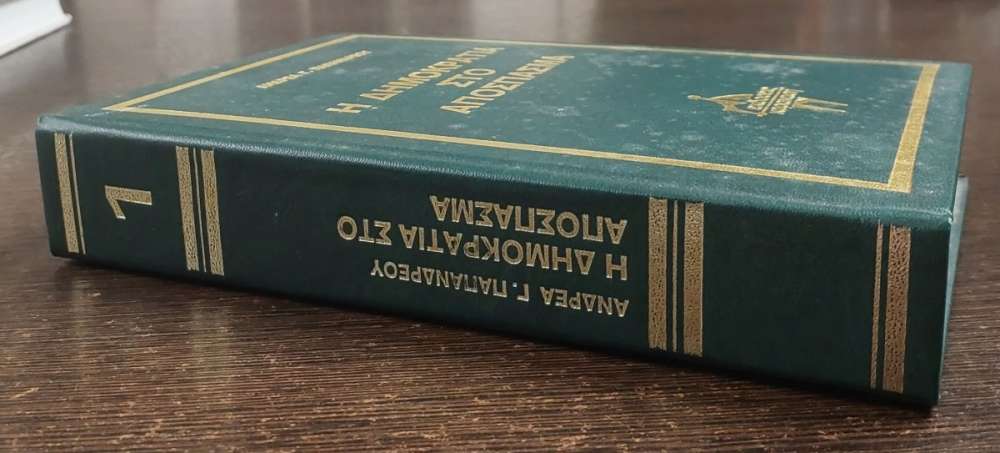 Η ΔΗΜΟΚΡΑΤΙΑ
ΣΤΟ
ΑΠΟΣΠΑΣΜΑ
ΑΝΔΡΕΑ Γ. ΠΑΠΑΝΔΡΕΟΥ
Η ΔΗΜΟΚΡΑΤΙΑ ΣΤΟ
ΑΠΟΣΠΑΣΜΑ
1